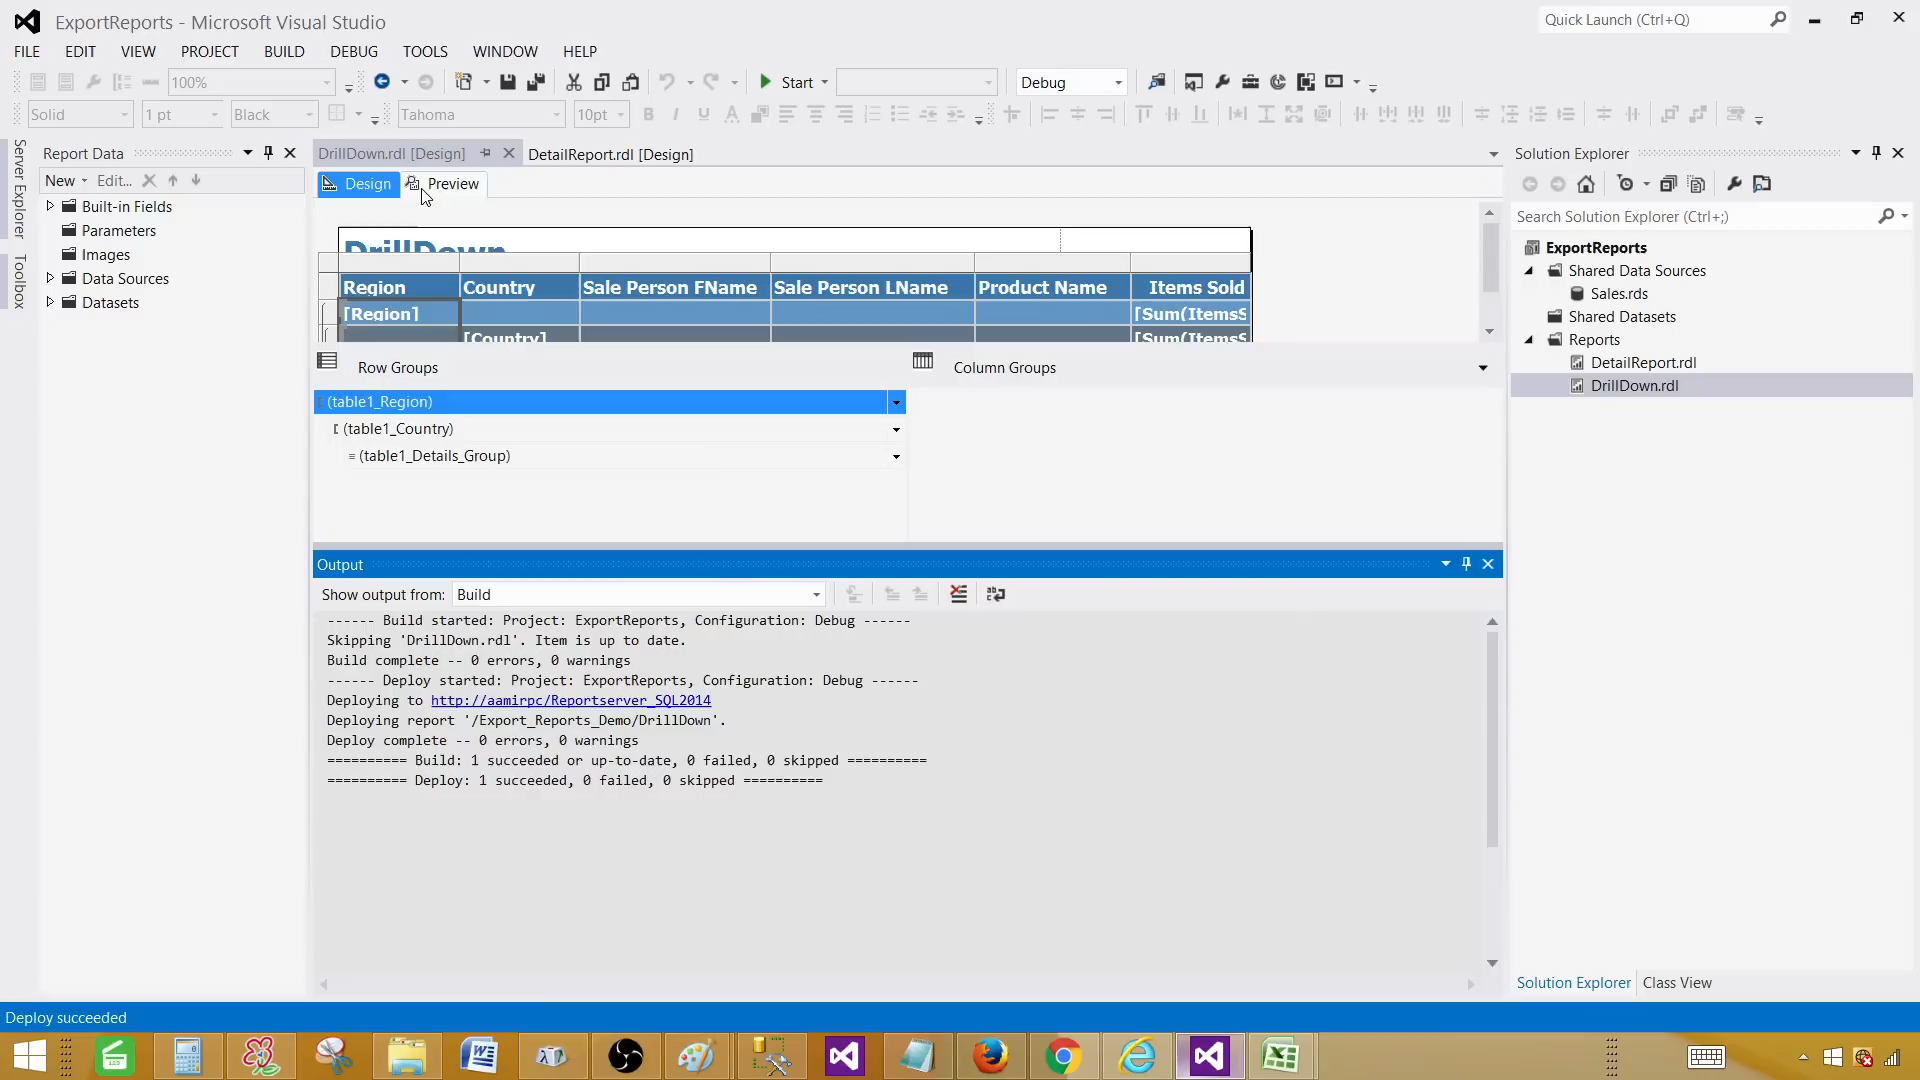 ExportReports - Microsoft Visual Studio
Quick Launch (Ctrl+Q)
FILE EDIT VIEW PROJECT BUILD DEBUG TOOLS WINDOW HELP
100% Start Debug
Solid 1 pt Black Tahoma 10pt
Server Explorer
Toolbox
Report Data
New Edit...
Built-in Fields
Parameters
Images
Data Sources
Datasets
DrillDown.rdl [Design] DetailReport.rdl [Design]
Design Preview
DrillDown
Region Country Sale Person FName Sale Person LName Product Name Items Sold
[Region] [Sum(ItemsS
[Country] [Sum(ItemsS
Row Groups Column Groups
(table1_Region)
(table1_Country)
(table1_Details_Group)
Output
Show output from: Build
------ Build started: Project: ExportReports, Configuration: Debug ------
Skipping 'DrillDown.rdl'. Item is up to date.
Build complete -- 0 errors, 0 warnings
------ Deploy started: Project: ExportReports, Configuration: Debug ------
Deploying to http://aamirpc/Reportserver_SQL2014
Deploying report '/Export_Reports_Demo/DrillDown'.
Deploy complete -- 0 errors, 0 warnings
========== Build: 1 succeeded or up-to-date, 0 failed, 0 skipped ==========
========== Deploy: 1 succeeded, 0 failed, 0 skipped ==========
Solution Explorer
Search Solution Explorer (Ctrl+;)
ExportReports
Shared Data Sources
Sales.rds
Shared Datasets
Reports
DetailReport.rdl
DrillDown.rdl
Solution Explorer Class View
Deploy succeeded